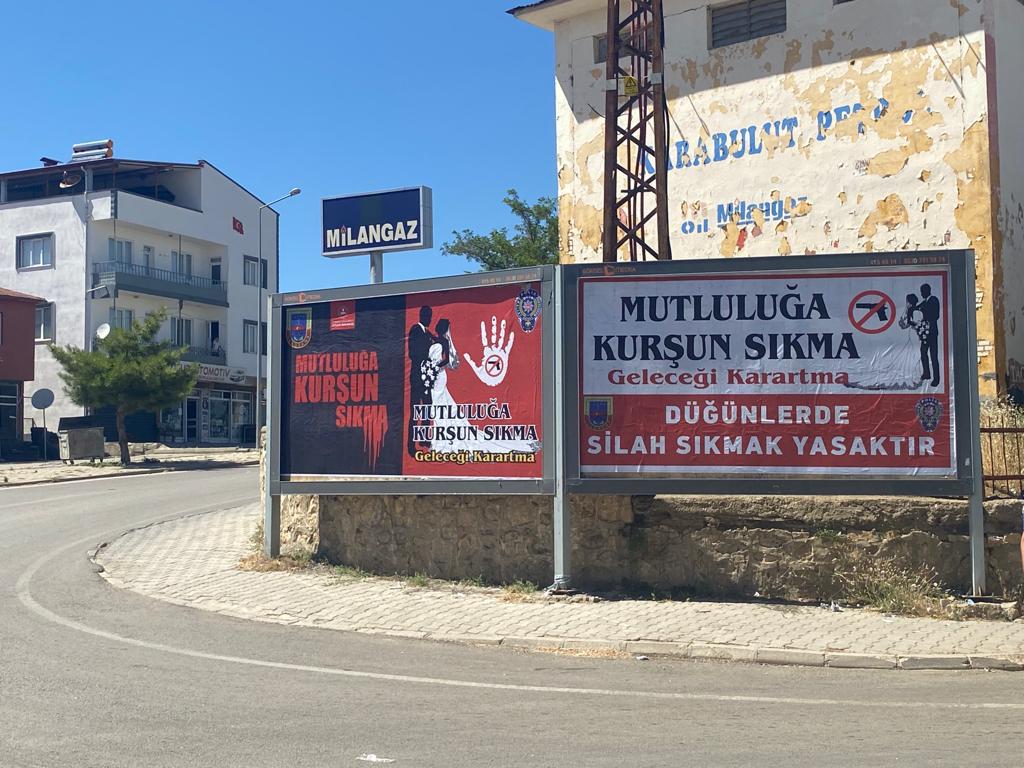 KARABULUT PE
Milangaz
MİLANGAZ
OTOMOTİV
MUTLULUĞA
KURŞUN
SIKMA
MUTLULUĞA
KURŞUN SIKMA
Geleceği Karartma
MUTLULUĞA
KURŞUN SIKMA
Geleceği Karartma
DÜĞÜNLERDE
SİLAH SIKMAK YASAKTIR